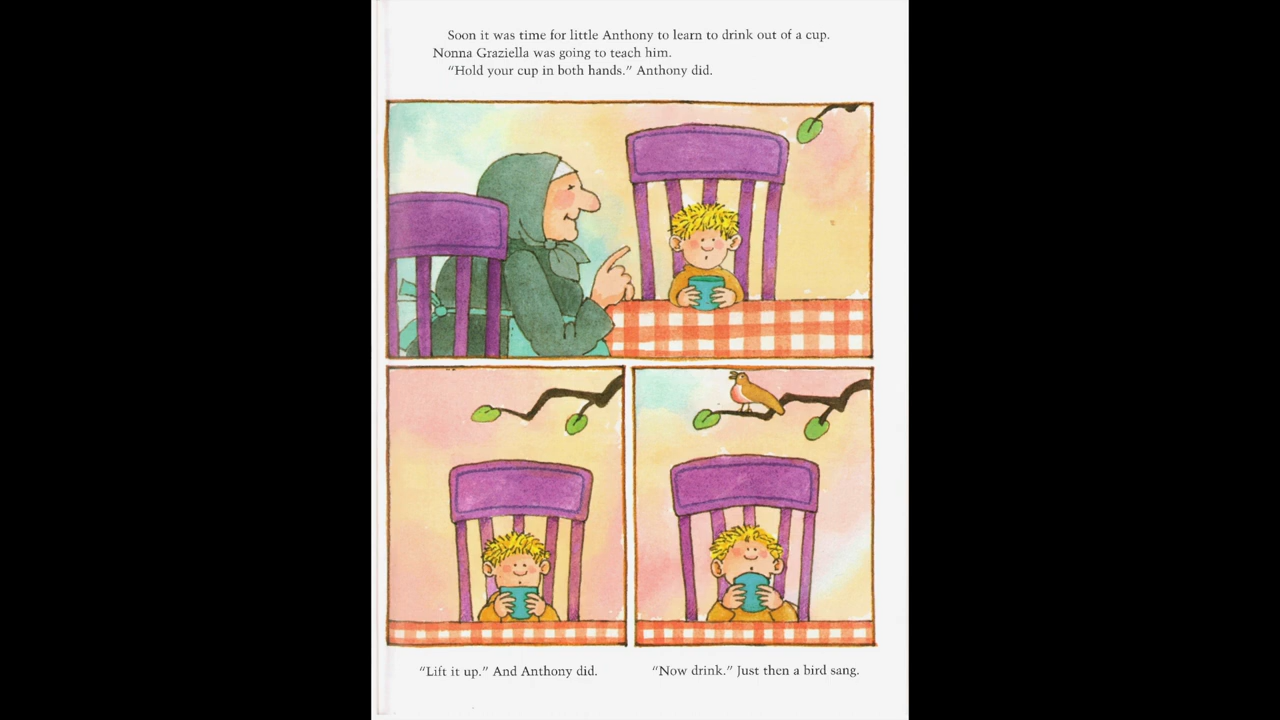 Soon it was time for little Anthony to learn to drink out of a cup.
Nonna Graziella was going to teach him.
“Hold your cup in both hands.” Anthony did.
“Lift it up.” And Anthony did.
“Now drink.” Just then a bird sang.